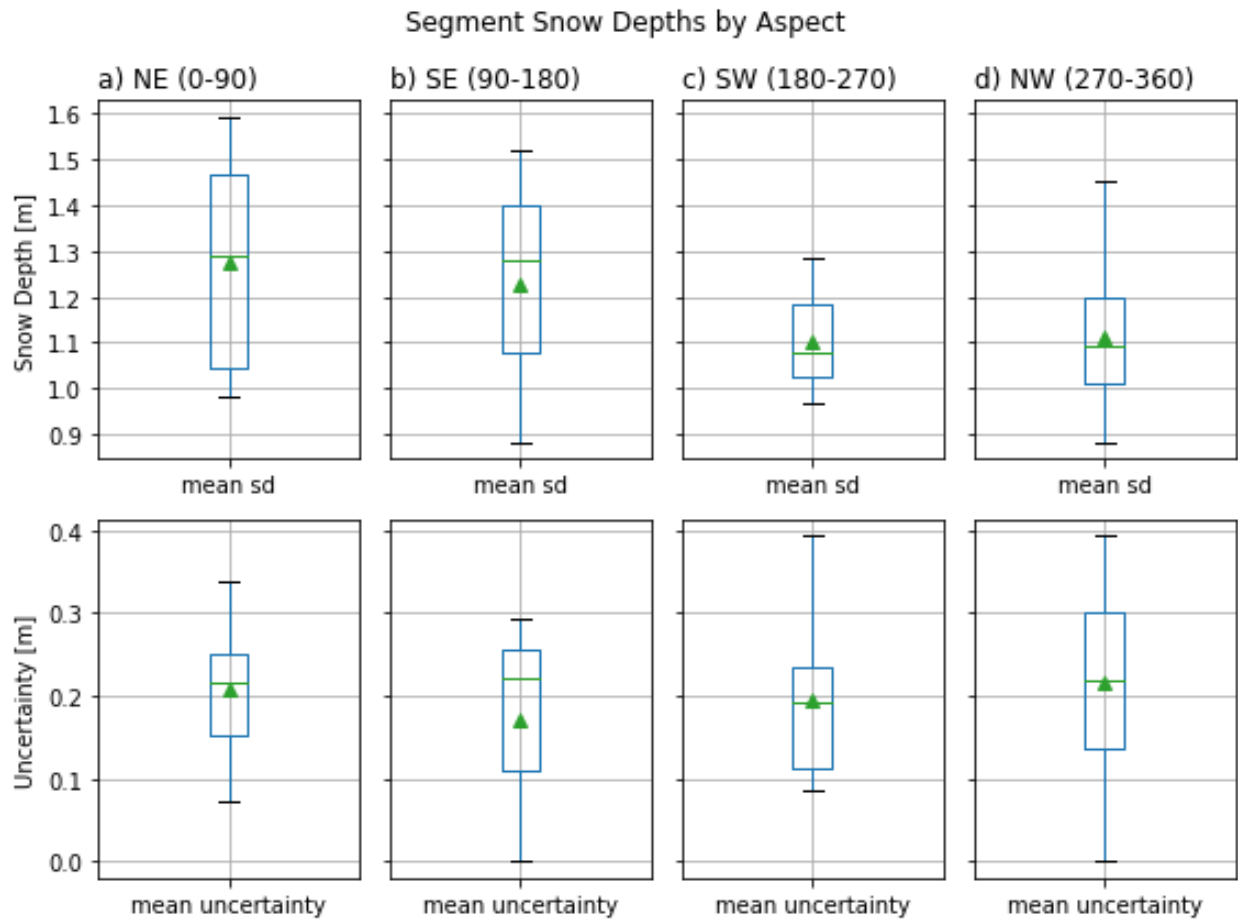 Segment Snow Depths by Aspect
a) NE (0-90)
b) SE (90-180)
c) SW (180-270)
d) NW (270-360)
Snow Depth [m]
1.6
1.5
1.4
1.3
1.2
1.1
1.0
0.9
mean sd
mean sd
mean sd
mean sd
Uncertainty [m]
0.4
0.3
0.2
0.1
0.0
mean uncertainty
mean uncertainty
mean uncertainty
mean uncertainty